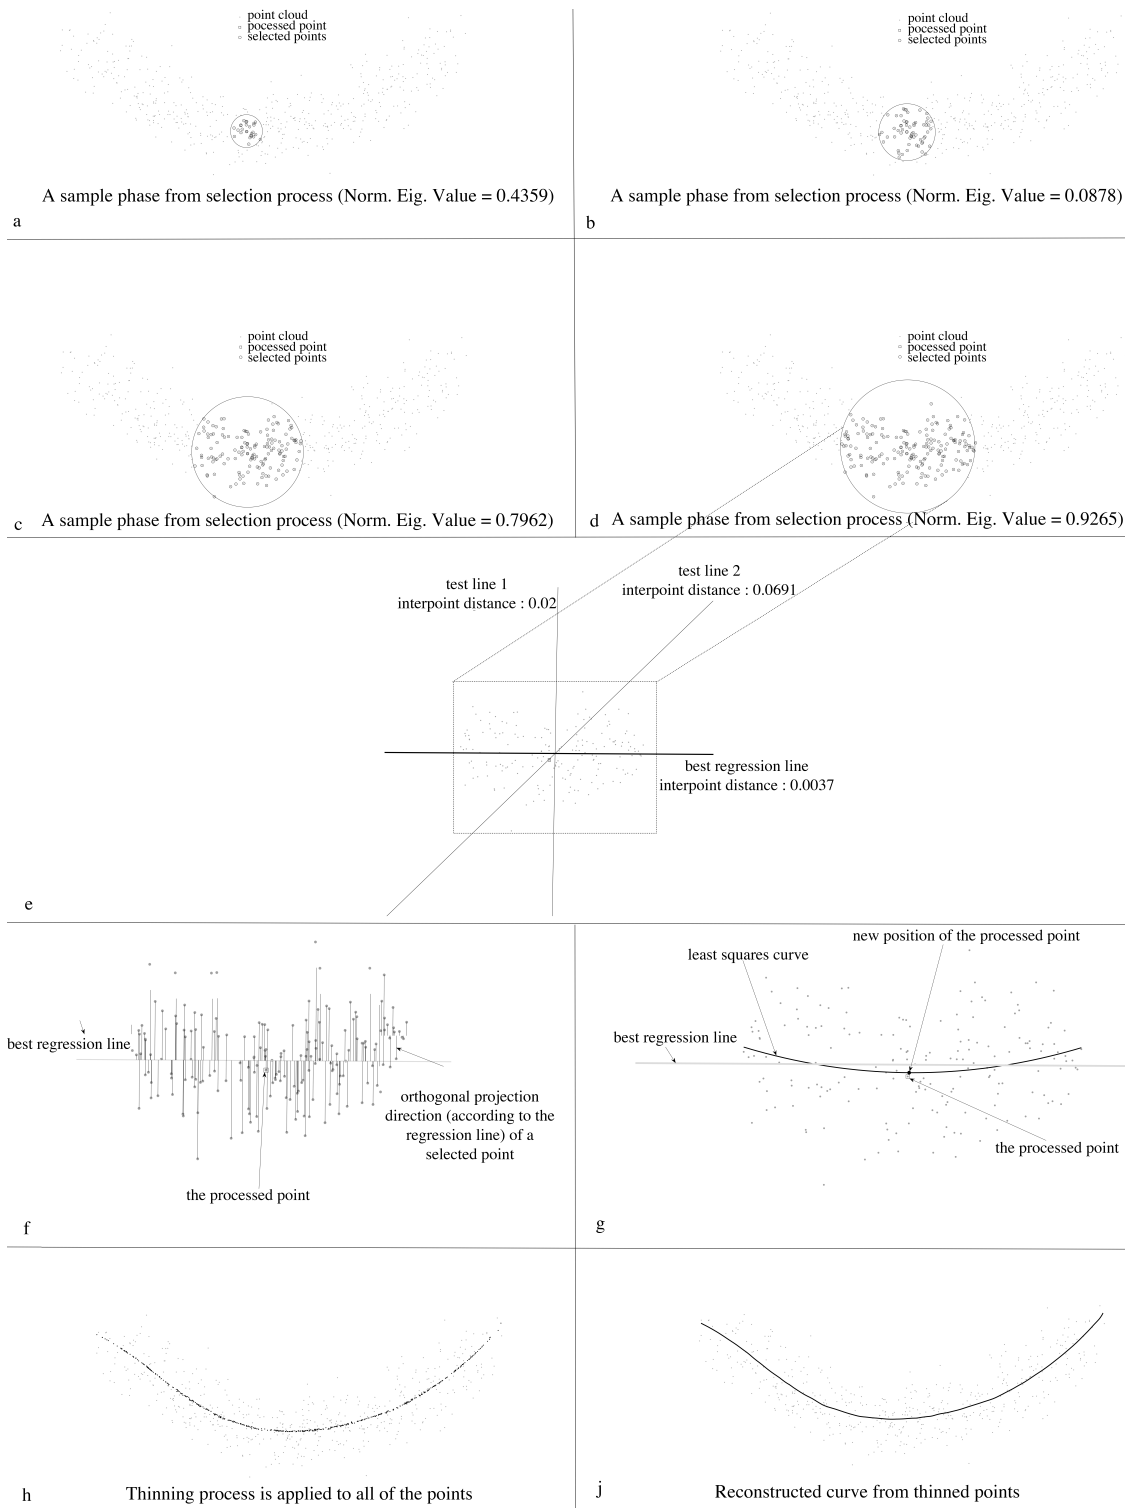 point cloud
pocessed point
selected points
A sample phase from selection process (Norm. Eig. Value = 0.4359)
a
point cloud
pocessed point
selected points
A sample phase from selection process (Norm. Eig. Value = 0.0878)
b
point cloud
pocessed point
selected points
c A sample phase from selection process (Norm. Eig. Value = 0.7962)
point cloud
pocessed point
selected points
d A sample phase from selection process (Norm. Eig. Value = 0.9265)
test line 1
interpoint distance : 0.02
test line 2
interpoint distance : 0.0691
best regression line
interpoint distance : 0.0037
e
best regression line
orthogonal projection
direction (according to the
regression line) of a
selected point
the processed point
f
new position of the processed point
least squares curve
best regression line
the processed point
g
h Thinning process is applied to all of the points
j
Reconstructed curve from thinned points